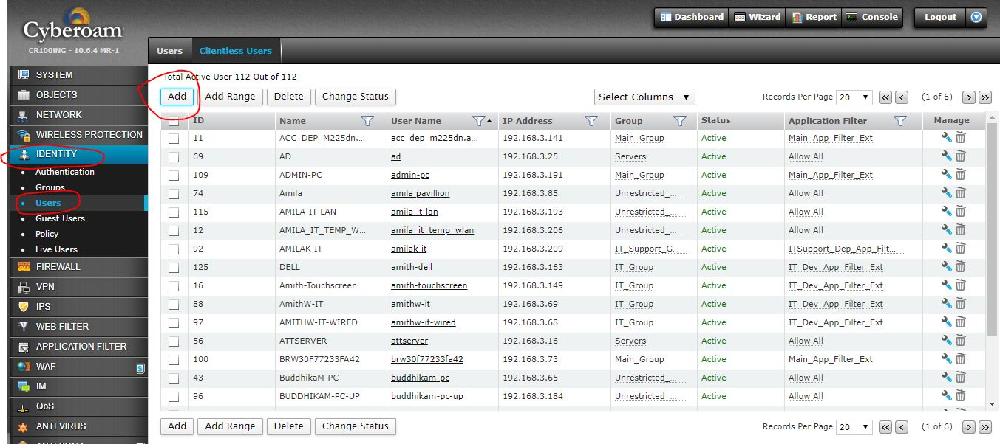 Cyberoam
CR100iNG - 10.6.4 MR-1
Dashboard Wizard Report Console Logout
Users Clientless Users
SYSTEM
OBJECTS
NETWORK
WIRELESS PROTECTION
IDENTITY
Authentication
Groups
Users
Guest Users
Policy
Live Users
FIREWALL
VPN
IPS
WEB FILTER
APPLICATION FILTER
WAF S
IM
QoS
ANTI VIRUS
Total Active User 112 Out of 112
Add Add Range Delete Change Status Select Columns Records Per Page 20 (1 of 6)
ID Name User Name IP Address Group Status Application Filter Manage
11 ACC_DEP_M225dn.... acc_dep_m225dn.a... 192.168.3.141 Main_Group Active Main_App_Filter_Ext
69 AD ad 192.168.3.25 Servers Active Allow All
109 ADMIN-PC admin-pc 192.168.3.191 Main_Group Active Main_App_Filter_Ext
74 Amila amila pavillion 192.168.3.85 Unrestricted_... Active Allow All
115 AMILA-IT-LAN amila-it-lan 192.168.3.193 Unrestricted_... Active Allow All
12 AMILA_IT_TEMP_W... amila_it_temp_wlan 192.168.3.206 Unrestricted_... Active Allow All
92 AMILAK-IT amilak-it 192.168.3.209 IT_Support_G... Active ITSupport_Dep_App_Filt...
125 DELL amith-dell 192.168.3.163 IT_Group Active IT_Dev_App_Filter_Ext
16 Amith-Touchscreen amith-touchscreen 192.168.3.149 IT_Group Active IT_Dev_App_Filter_Ext
88 AmithW-IT amithw-it 192.168.3.69 IT_Group Active IT_Dev_App_Filter_Ext
97 AMITHW-IT-WIRED amithw-it-wired 192.168.3.68 IT_Group Active IT_Dev_App_Filter_Ext
56 ATTSERVER attserver 192.168.3.16 Servers Active Allow All
100 BRW30F77233FA42 brw30f77233fa42 192.168.3.73 Main_Group Active Main_App_Filter_Ext
43 BuddhikaM-PC buddhikam-pc 192.168.3.65 Unrestricted_... Active Allow All
96 BUDDHIKAM-PC-UP buddhikam-pc-up 192.168.3.184 Unrestricted_... Active Allow All
Add Add Range Delete Change Status Records Per Page 20 (1 of 6)